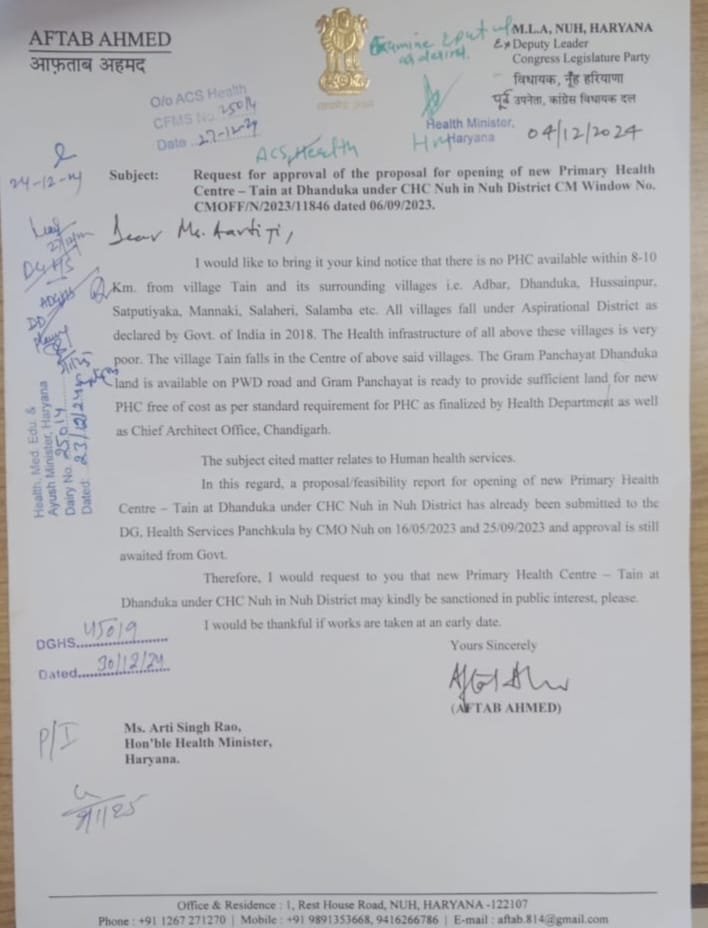 AFTAB AHMED
आफ़ताब अहमद
M.L.A, NUH, HARYANA
Ex Deputy Leader
Congress Legislature Party
विधायक, नूँह हरियाणा
पूर्व उपनेता, कांग्रेस विधायक दल
Examine & put up
as desired.
O/o ACS Health
CFMS No. 25014
Date 27-12-24
Health Minister,
Haryana
04/12/2024
ACS, Health
24-12-24
Subject: Request for approval of the proposal for opening of new Primary Health
Centre – Tain at Dhanduka under CHC Nuh in Nuh District CM Window No.
CMOFF/N/2023/11846 dated 06/09/2023.
Dear Ms. Aarti Ji,
I would like to bring it your kind notice that there is no PHC available within 8-10
Km. from village Tain and its surrounding villages i.e. Adbar, Dhanduka, Hussainpur,
Satputiyaka, Mannaki, Salaheri, Salamba etc. All villages fall under Aspirational District as
declared by Govt. of India in 2018. The Health infrastructure of all above these villages is very
poor. The village Tain falls in the Centre of above said villages. The Gram Panchayat Dhanduka
land is available on PWD road and Gram Panchayat is ready to provide sufficient land for new
PHC free of cost as per standard requirement for PHC as finalized by Health Department as well
as Chief Architect Office, Chandigarh.
The subject cited matter relates to Human health services.
In this regard, a proposal/feasibility report for opening of new Primary Health
Centre – Tain at Dhanduka under CHC Nuh in Nuh District has already been submitted to the
DG, Health Services Panchkula by CMO Nuh on 16/05/2023 and 25/09/2023 and approval is still
awaited from Govt.
Therefore, I would request to you that new Primary Health Centre – Tain at
Dhanduka under CHC Nuh in Nuh District may kindly be sanctioned in public interest, please.
I would be thankful if works are taken at an early date.
DGHS
ADGHS
DD
Health, Med. Edu. &
Ayush Minister, Haryana
Dairy No. 25014
Dated: 23/12/24
DGHS 45019
Dated 30/12/24
Yours Sincerely
(AFTAB AHMED)
P/I
Ms. Arti Singh Rao,
Hon'ble Health Minister,
Haryana.
Office & Residence : 1, Rest House Road, NUH, HARYANA -122107
Phone : +91 1267 271270 | Mobile : +91 9891353668, 9416266786 | E-mail : aftab.814@gmail.com